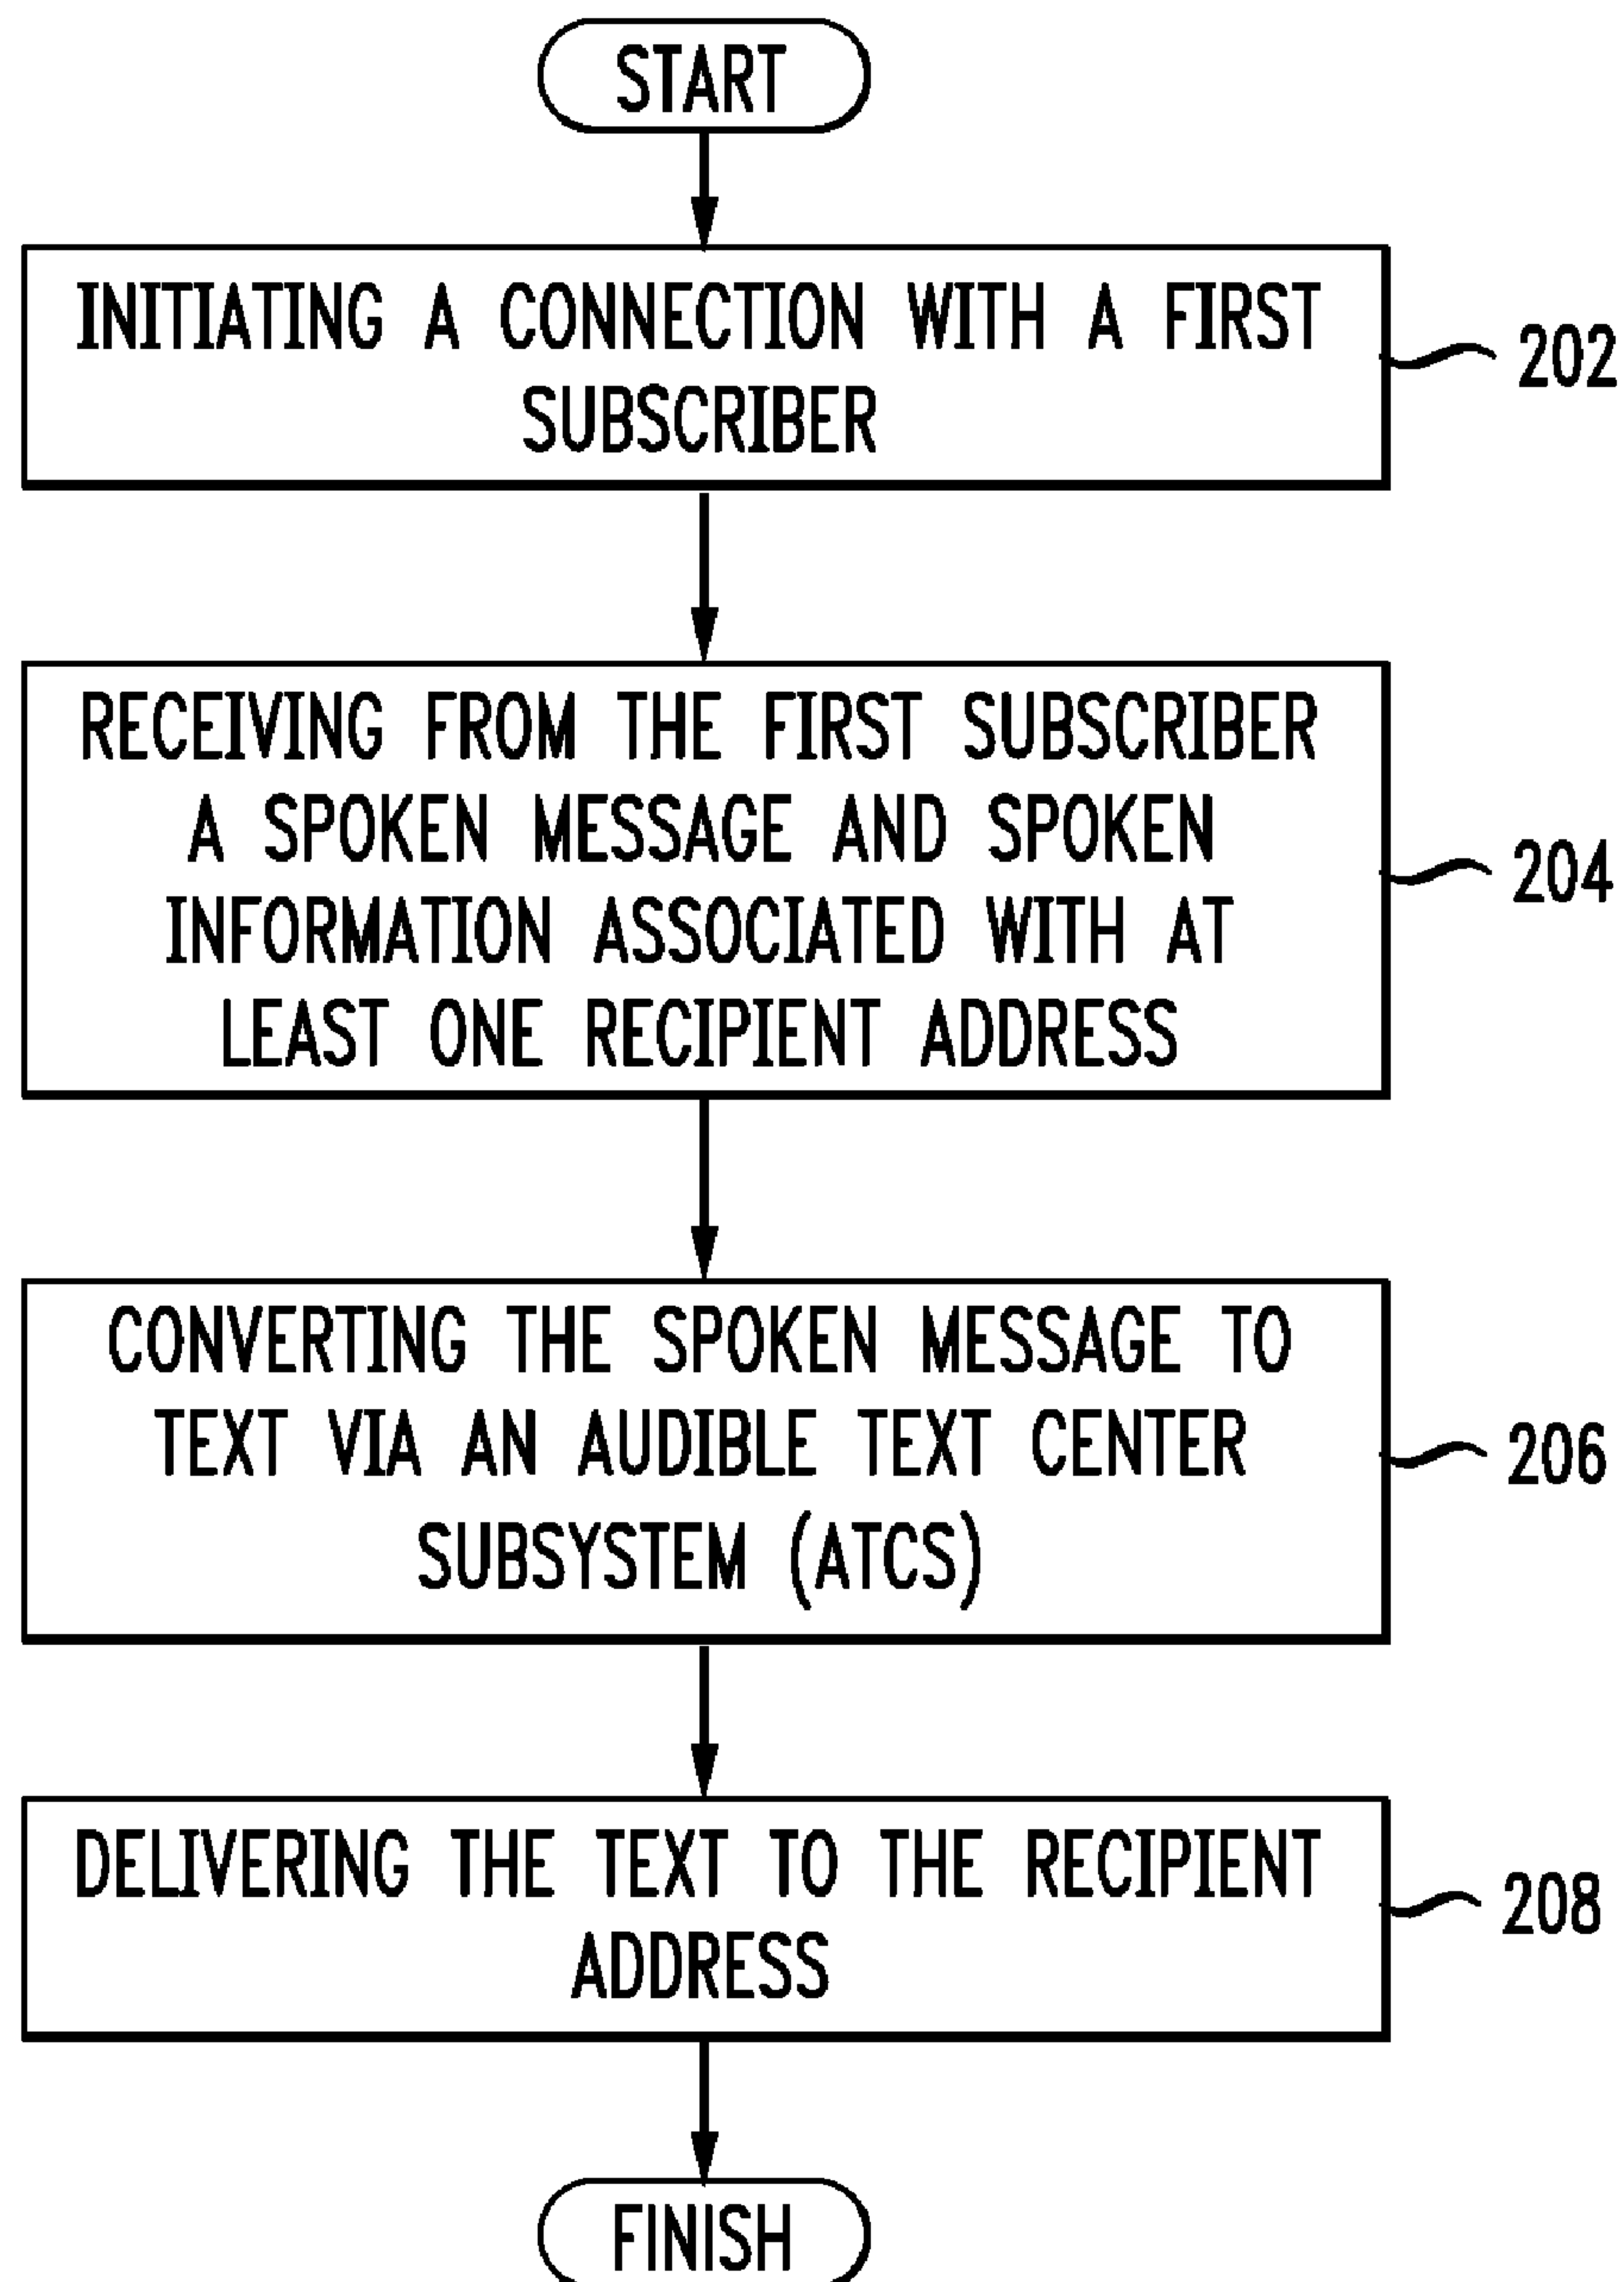 START
INITIATING A CONNECTION WITH A FIRST
SUBSCRIBER
202
RECEIVING FROM THE FIRST SUBSCRIBER
A SPOKEN MESSAGE AND SPOKEN
INFORMATION ASSOCIATED WITH AT
LEAST ONE RECIPIENT ADDRESS
204
CONVERTING THE SPOKEN MESSAGE TO
TEXT VIA AN AUDIBLE TEXT CENTER
SUBSYSTEM (ATCS)
206
DELIVERING THE TEXT TO THE RECIPIENT
ADDRESS
208
FINISH